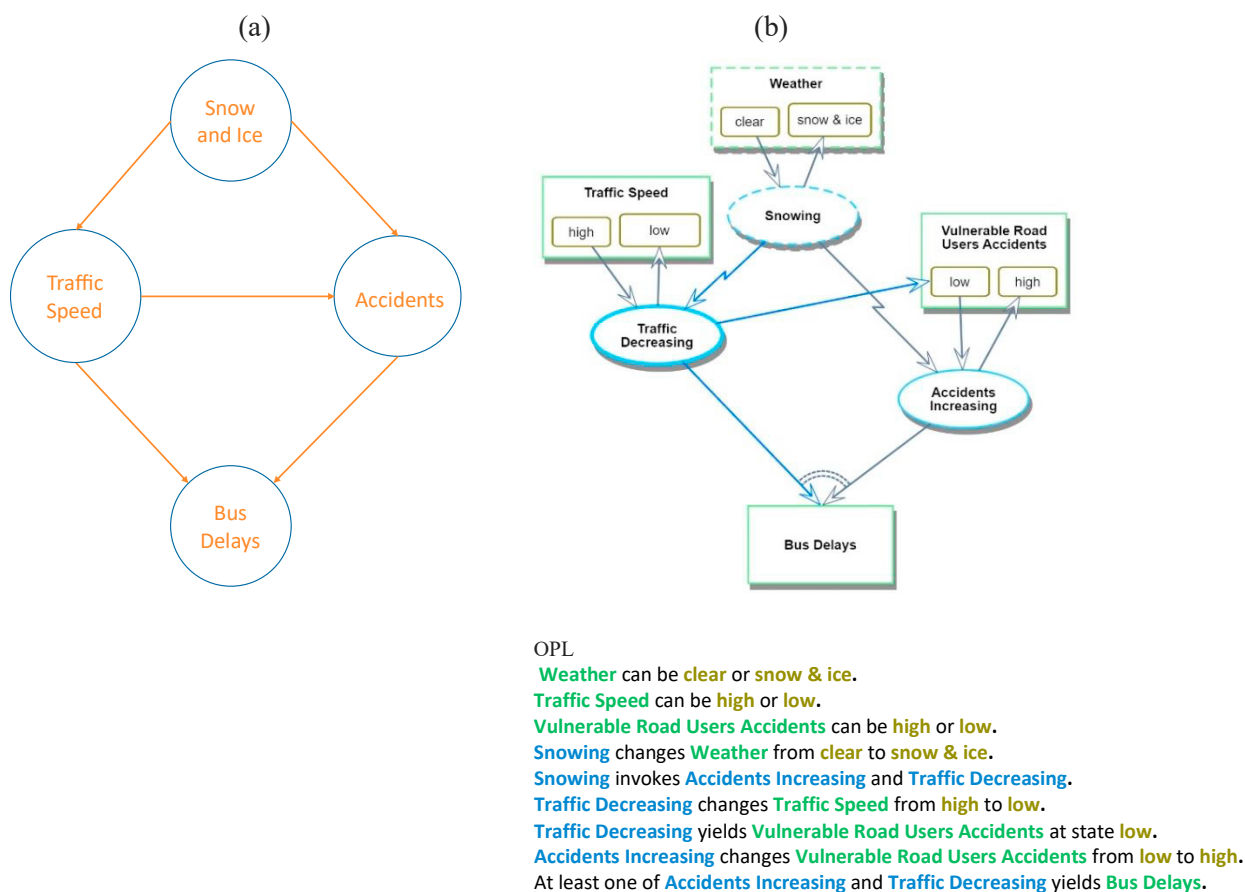 (a)
Snow
and Ice
Traffic
Speed
Accidents
Bus
Delays
(b)
Weather
clear
snow & ice
Traffic Speed
high
low
Snowing
Vulnerable Road
Users Accidents
low
high
Traffic
Decreasing
Accidents
Increasing
Bus Delays
OPL
Weather can be clear or snow & ice.
Traffic Speed can be high or low.
Vulnerable Road Users Accidents can be high or low.
Snowing changes Weather from clear to snow & ice.
Snowing invokes Accidents Increasing and Traffic Decreasing.
Traffic Decreasing changes Traffic Speed from high to low.
Traffic Decreasing yields Vulnerable Road Users Accidents at state low.
Accidents Increasing changes Vulnerable Road Users Accidents from low to high.
At least one of Accidents Increasing and Traffic Decreasing yields Bus Delays.